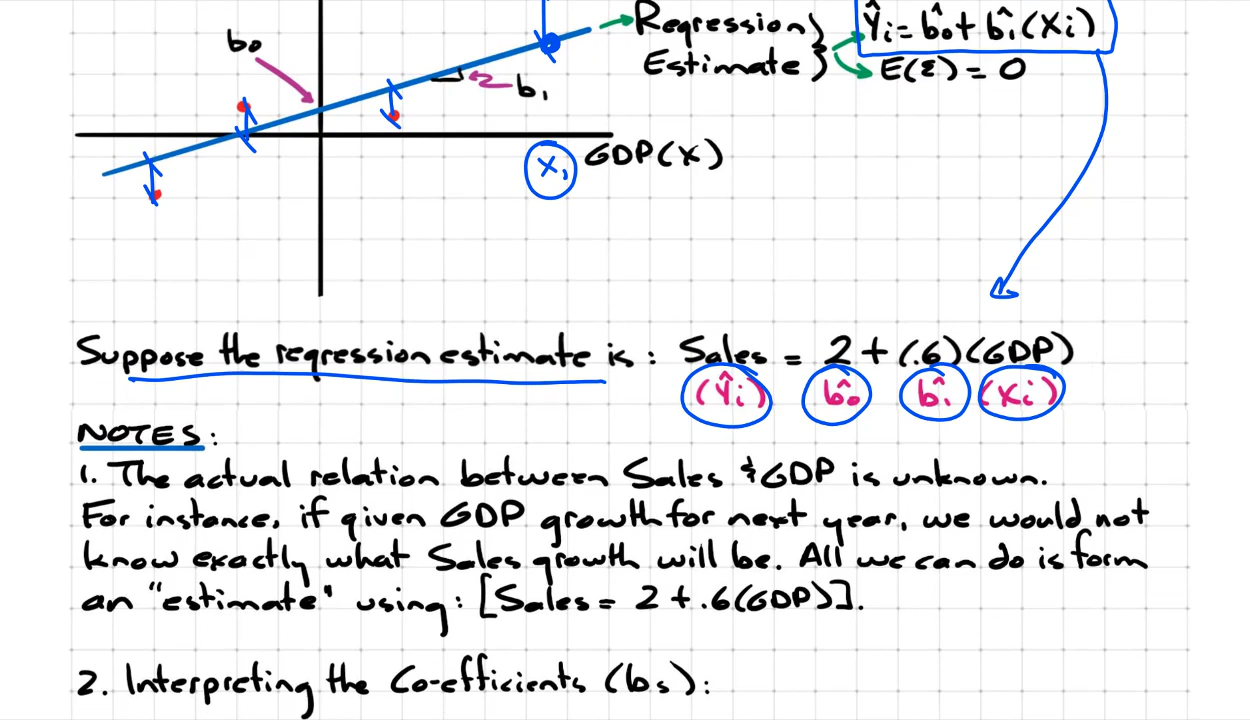 b₀
Regression
Estimate
Ŷi = b̂₀ + b̂₁(Xi)
E(ε) = 0
b₁
X₁
GDP(X)
Suppose the regression estimate is : Sales = 2 + (.6)(GDP)
(Ŷi) b̂₀ b̂₁ (Xi)
NOTES:
1. The actual relation between Sales & GDP is unknown.
For instance, if given GDP growth for next year, we would not
know exactly what Sales growth will be. All we can do is form
an "estimate" using: [Sales = 2 + .6(GDP)].
2. Interpreting the Co-efficients (bs):